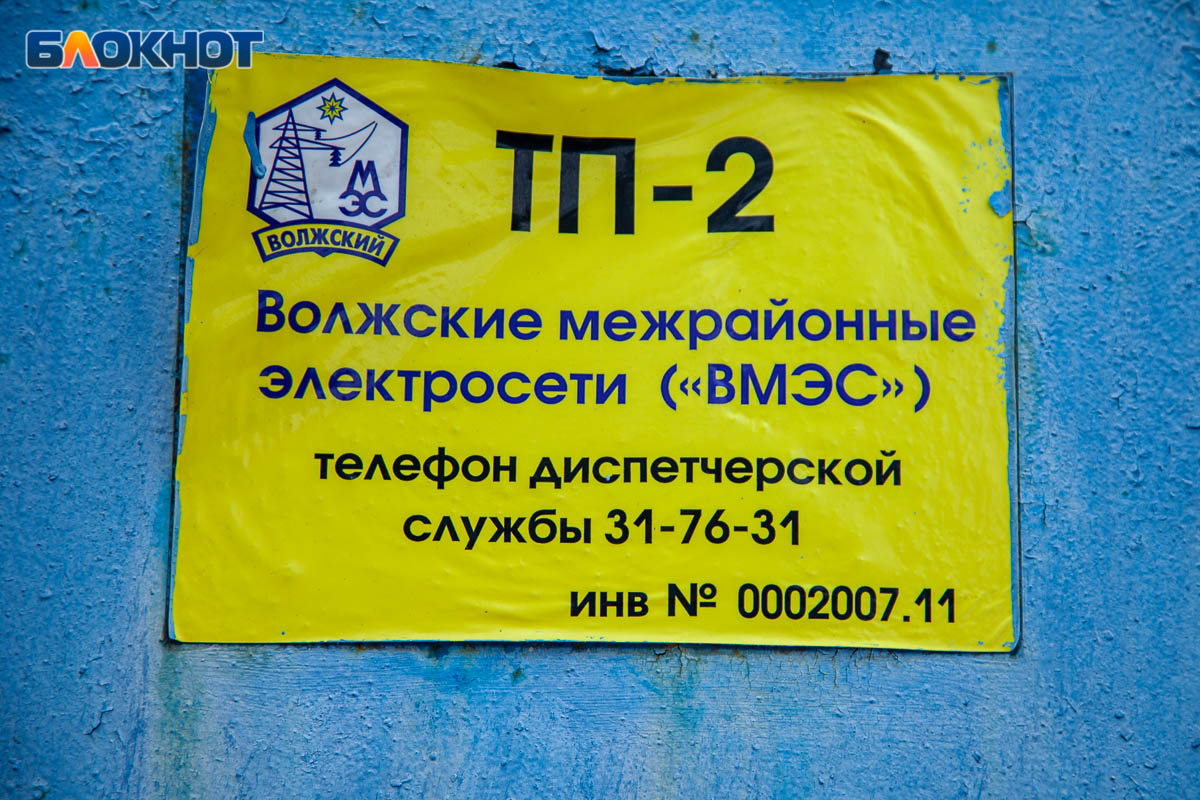 БЛОКНОТ
ТП-2
МЭС
ВОЛЖСКИЙ
Волжские межрайонные
электросети («ВМЭС»)
телефон диспетчерской
службы 31-76-31
инв № 0002007.11